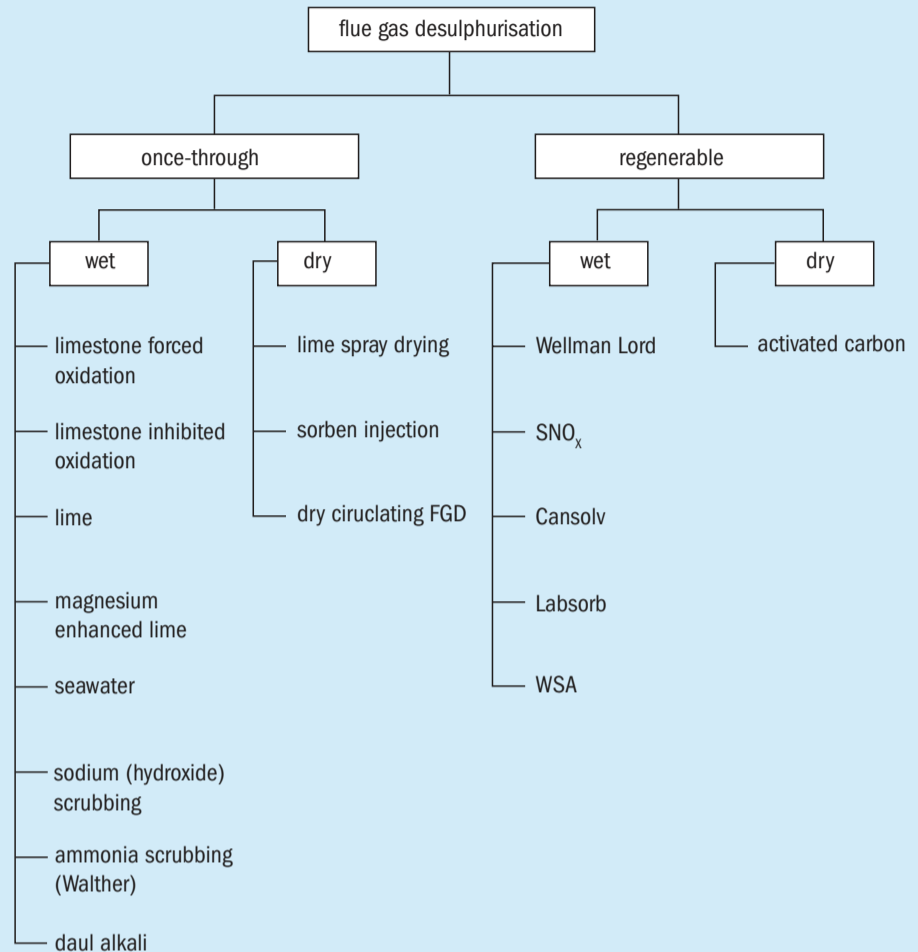 flue gas desulphurisation
once-through
regenerable
wet
dry
wet
dry
limestone forced
oxidation
limestone inhibited
oxidation
lime
magnesium
enhanced lime
seawater
sodium (hydroxide)
scrubbing
ammonia scrubbing
(Walther)
daul alkali
lime spray drying
sorben injection
dry ciruclating FGD
Wellman Lord
SNOₓ
Cansolv
Labsorb
WSA
activated carbon